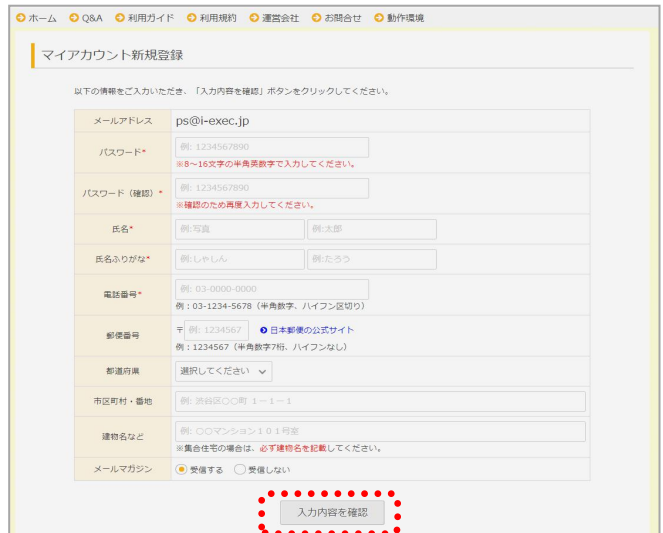 ホーム Q&A 利用ガイド 利用規約 運営会社 お問合せ 動作環境
マイアカウント新規登録
以下の情報をご入力いただき、「入力内容を確認」ボタンをクリックしてください。
メールアドレス ps@i-exec.jp
パスワード* 例: 1234567890
※8～16文字の半角英数字で入力してください。
パスワード（確認）* 例: 1234567890
※確認のため再度入力してください。
氏名* 例:写真 例:太郎
氏名ふりがな* 例:しゃしん 例:たろう
電話番号* 例: 03-0000-0000
例：03-1234-5678（半角数字、ハイフン区切り）
郵便番号 〒 例: 1234567 日本郵便の公式サイト
例：1234567（半角数字7桁、ハイフンなし）
都道府県 選択してください
市区町村・番地 例: 渋谷区○○町 １－１－１
建物名など 例: ○○マンション１０１号室
※集合住宅の場合は、必ず建物名を記載してください。
メールマガジン 受信する 受信しない
入力内容を確認